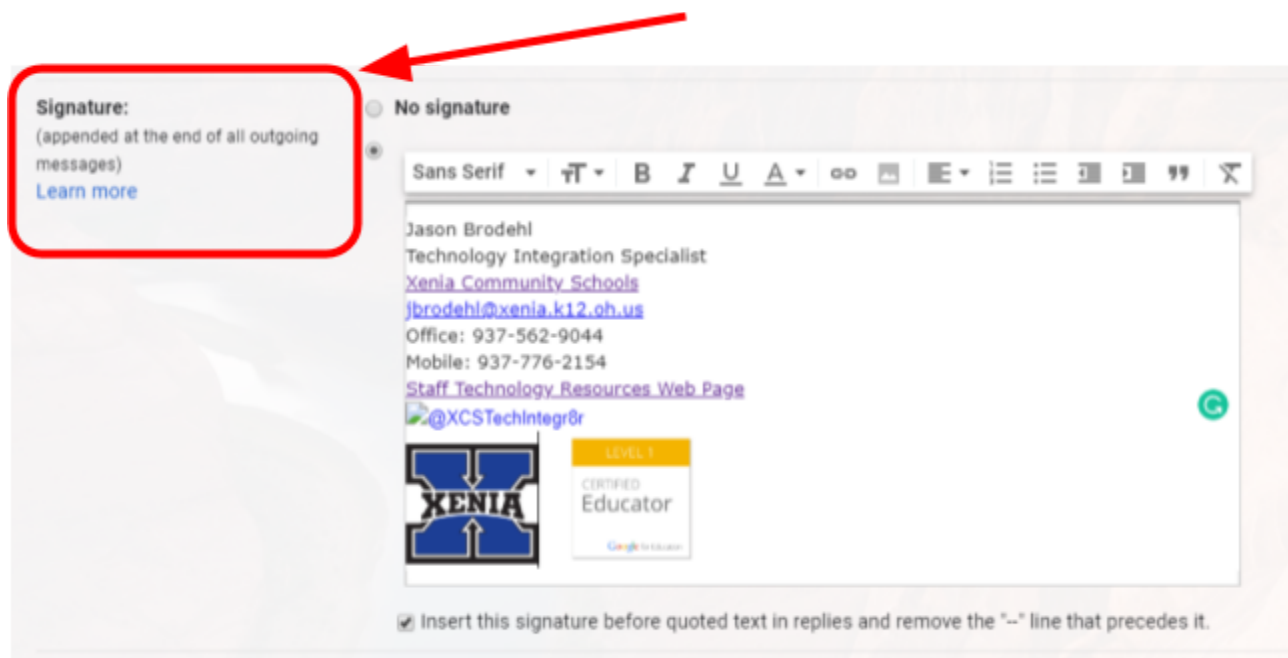 Signature:
(appended at the end of all outgoing
messages)
Learn more
No signature
Sans Serif
Jason Brodehl
Technology Integration Specialist
Xenia Community Schools
jbrodehl@xenia.k12.oh.us
Office: 937-562-9044
Mobile: 937-776-2154
Staff Technology Resources Web Page
@XCSTechIntegr8r
XENIA
LEVEL 1
CERTIFIED
Educator
Google for Education
Insert this signature before quoted text in replies and remove the "--" line that precedes it.